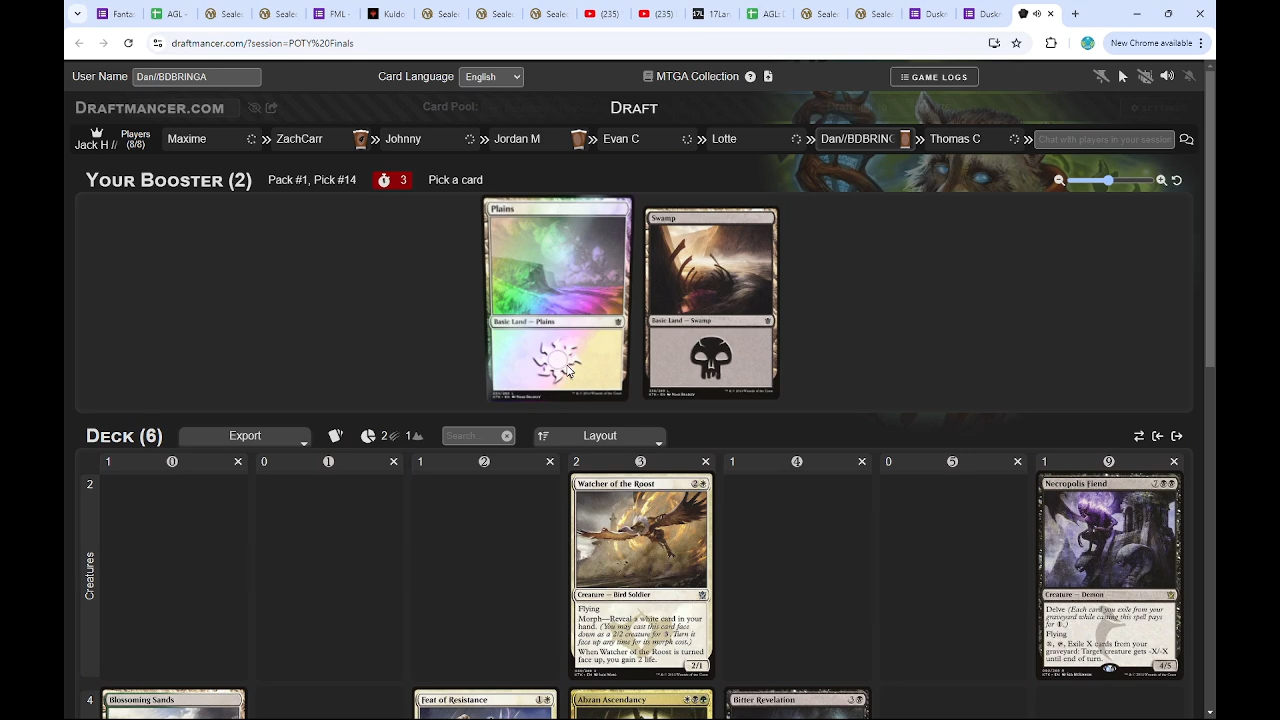 Fanta
AGL -
Seale
Seale
Seale
Kuldo
Seale
Seale
Seale
(235)
(235)
17L 17Lan
AGL:
Seale
Seale
Duskn
Duskn
draftmancer.com/?session=POTY%20Finals
New Chrome available
User Name Dan//BDBRINGA Card Language English MTGA Collection GAME LOGS
DRAFTMANCER.COM Card Pool: DRAFT
Players
Jack H // (8/8) Maxime ZachCarr Johnny Jordan M Evan C Lotte Dan//BDBRING Thomas C Chat with players in your session
YOUR BOOSTER (2) Pack #1, Pick #14 3 Pick a card
Plains
Swamp
Basic Land — Plains
Basic Land — Swamp
DECK (6) Export 2 1 Search... Layout
1 0 0 1 1 2 2 3 1 4 0 5 1 9
2
Creatures
Watcher of the Roost 2
Creature — Bird Soldier
Flying
Morph—Reveal a white card in your
hand. (You may cast this card face
down as a 2/2 creature for 3. Turn it
face up any time for its morph cost.)
When Watcher of the Roost is turned
face up, you gain 2 life.
2/1
Necropolis Fiend 7
Creature — Demon
Delve (Each card you exile from your
graveyard while casting this spell pays
for 1.)
Flying
X, T, Exile X cards from your
graveyard: Target creature gets -X/-X
until end of turn.
4/5
Blossoming Sands
Feat of Resistance 1
Abzan Ascendancy
Bitter Revelation 3